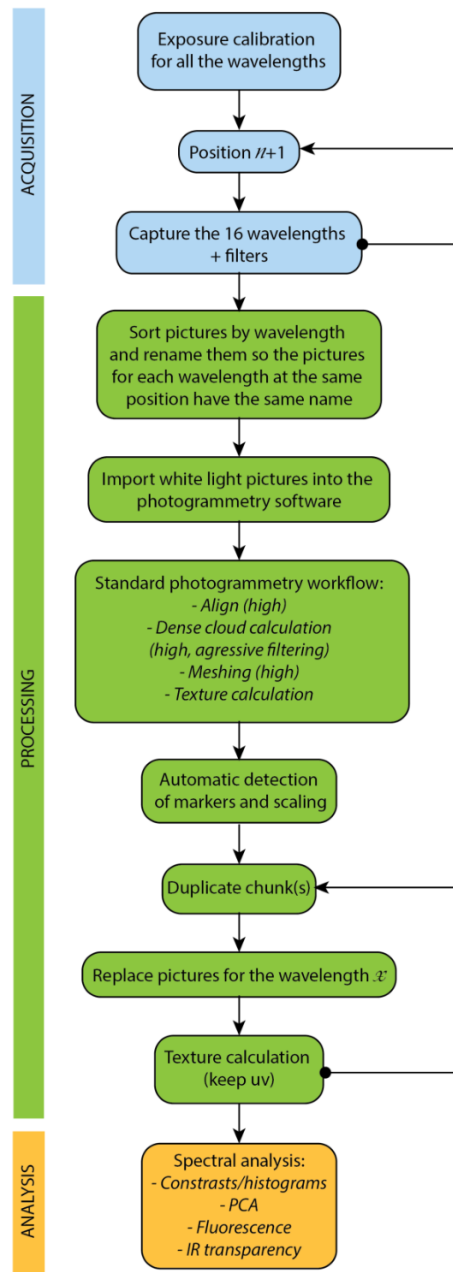 ACQUISITION
Exposure calibration
for all the wavelengths
Position n+1
Capture the 16 wavelengths
+ filters
PROCESSING
Sort pictures by wavelength
and rename them so the pictures
for each wavelength at the same
position have the same name
Import white light pictures into the
photogrammetry software
Standard photogrammetry workflow:
- Align (high)
- Dense cloud calculation
(high, agressive filtering)
- Meshing (high)
- Texture calculation
Automatic detection
of markers and scaling
Duplicate chunk(s)
Replace pictures for the wavelength x
Texture calculation
(keep uv)
ANALYSIS
Spectral analysis:
- Constrasts/histograms
- PCA
- Fluorescence
- IR transparency